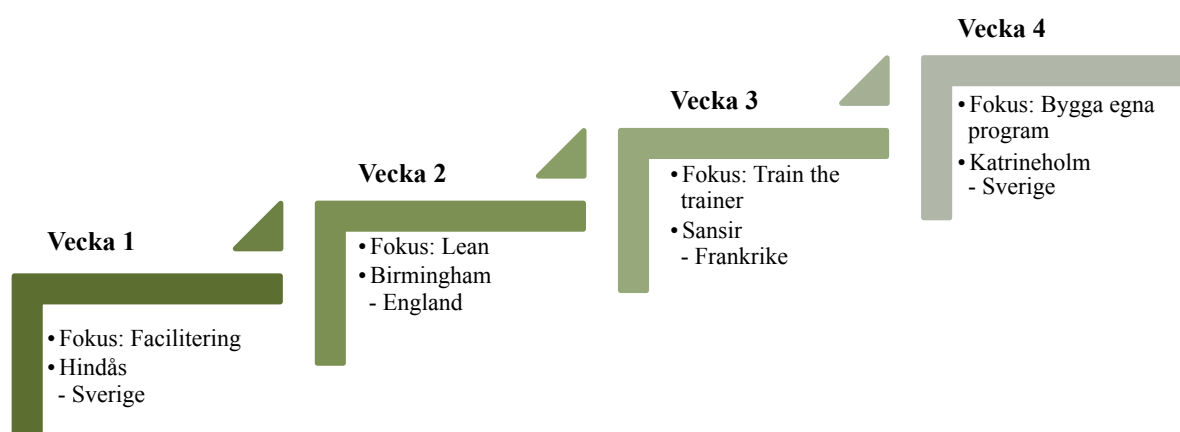 Vecka 1
• Fokus: Facilitering
• Hindås
- Sverige
Vecka 2
• Fokus: Lean
• Birmingham
- England
Vecka 3
• Fokus: Train the
trainer
• Sansir
- Frankrike
Vecka 4
• Fokus: Bygga egna
program
• Katrineholm
- Sverige